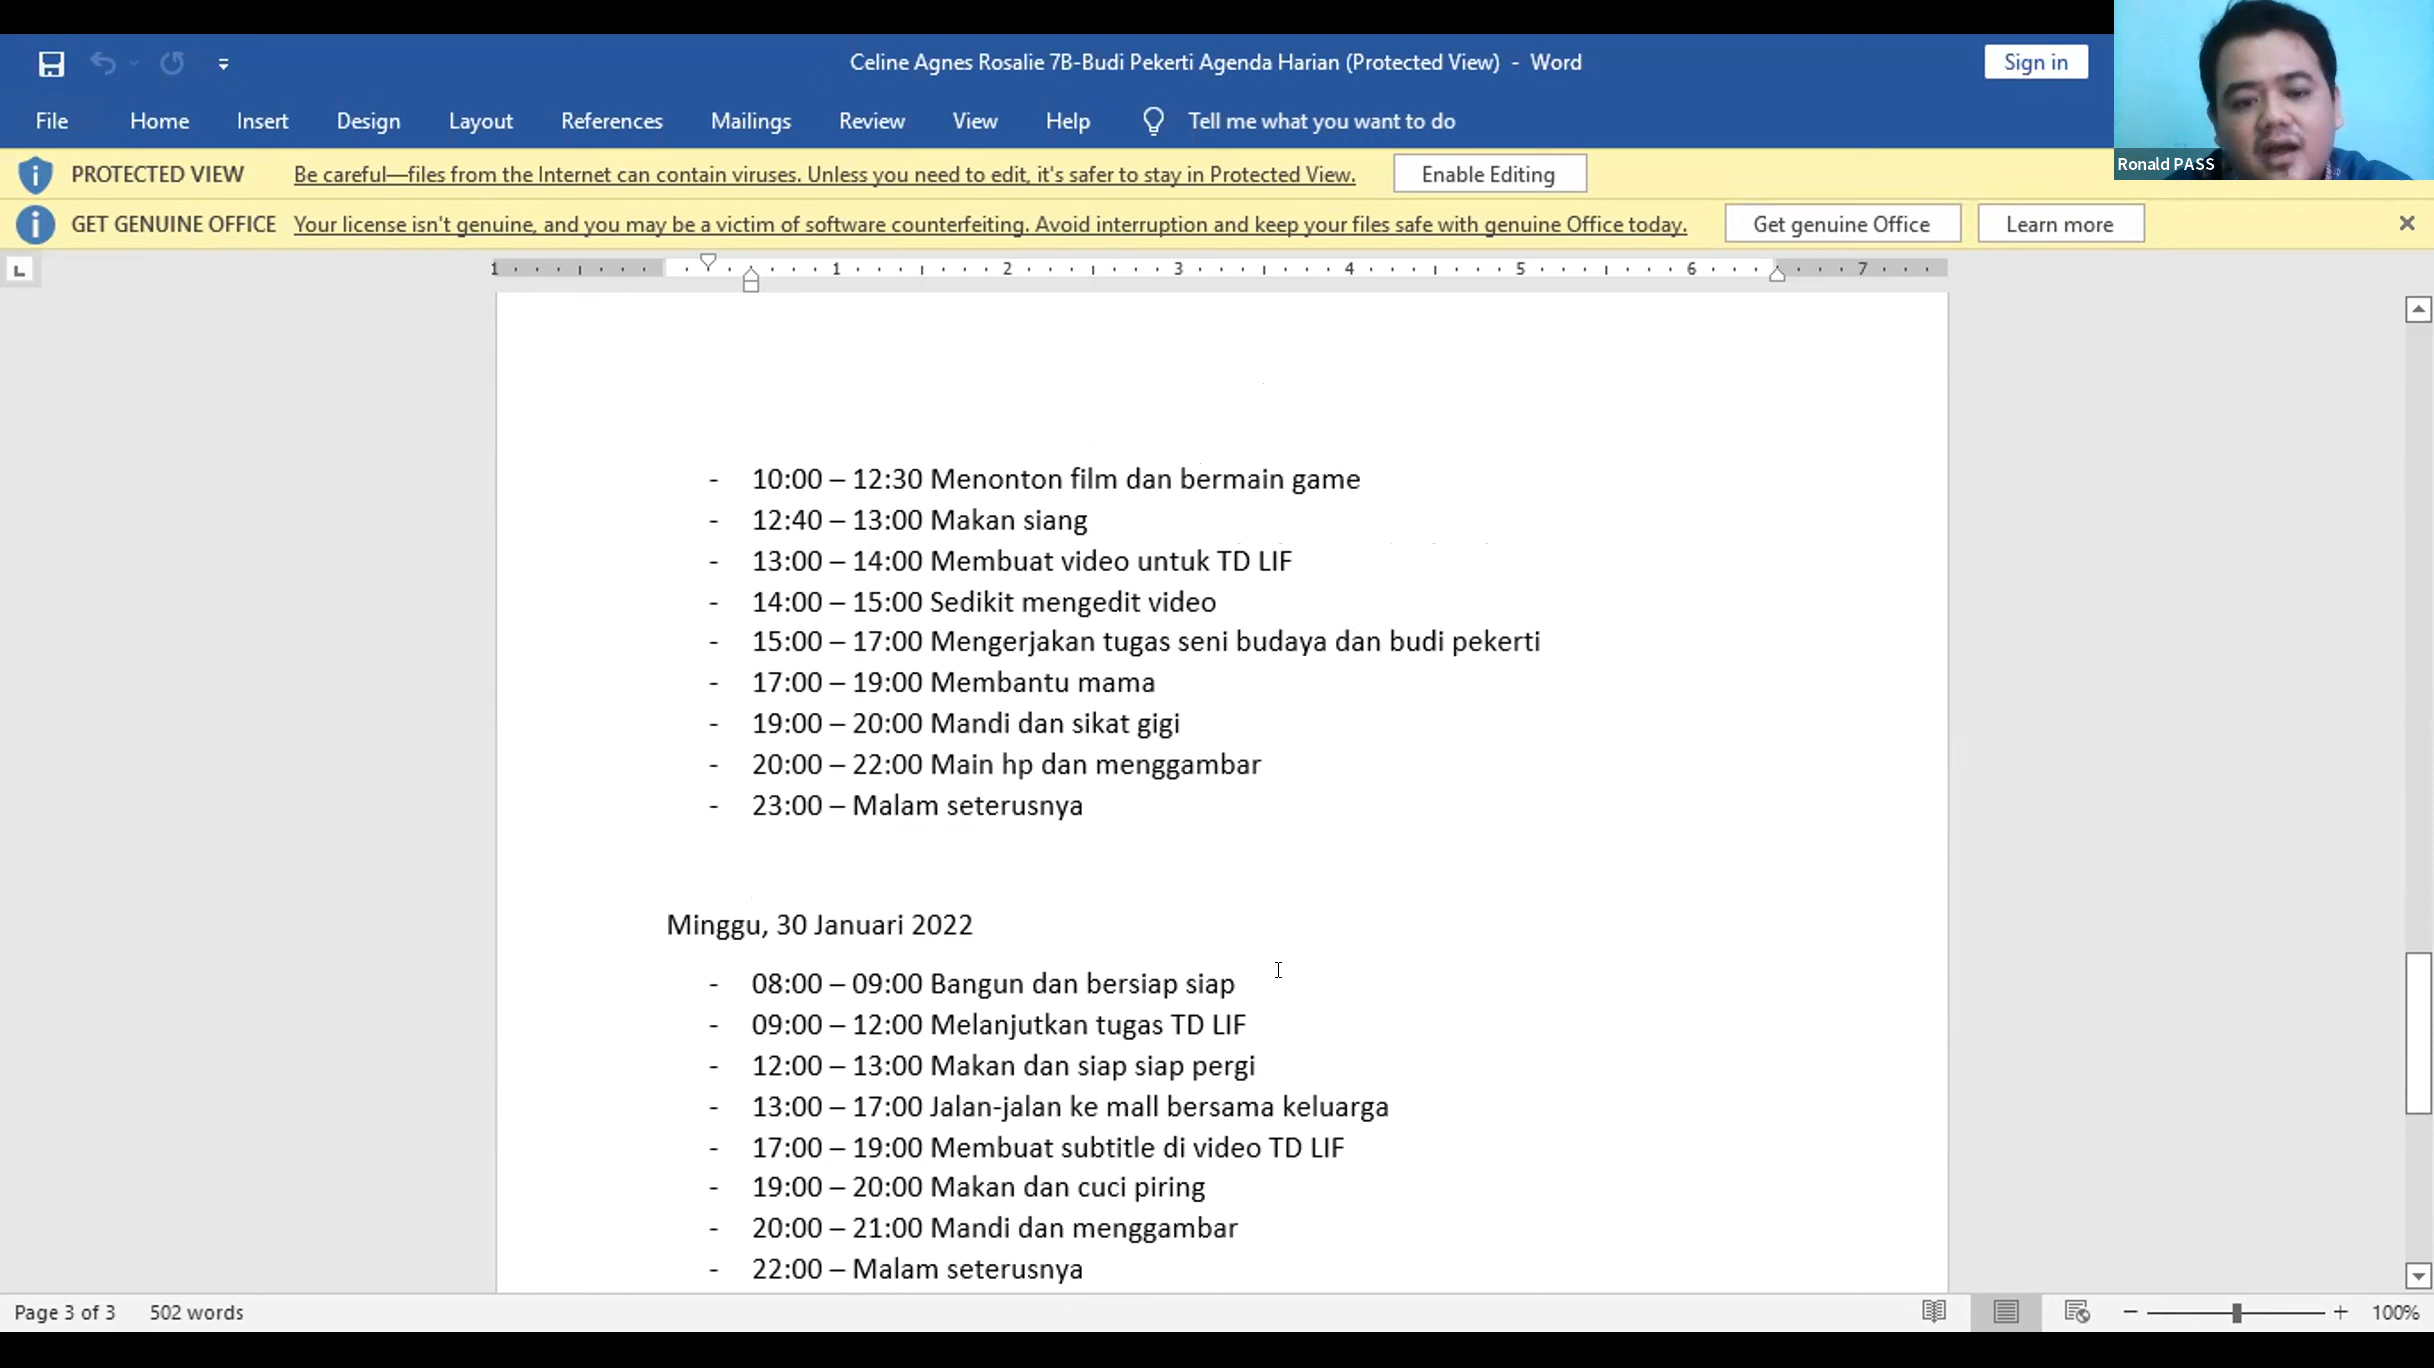 Celine Agnes Rosalie 7B-Budi Pekerti Agenda Harian (Protected View) - Word
Sign in
File Home Insert Design Layout References Mailings Review View Help Tell me what you want to do
Ronald PASS
PROTECTED VIEW Be careful—files from the Internet can contain viruses. Unless you need to edit, it's safer to stay in Protected View. Enable Editing
GET GENUINE OFFICE Your license isn't genuine, and you may be a victim of software counterfeiting. Avoid interruption and keep your files safe with genuine Office today. Get genuine Office Learn more
1 1 2 3 4 5 6 7
- 10:00 – 12:30 Menonton film dan bermain game
- 12:40 – 13:00 Makan siang
- 13:00 – 14:00 Membuat video untuk TD LIF
- 14:00 – 15:00 Sedikit mengedit video
- 15:00 – 17:00 Mengerjakan tugas seni budaya dan budi pekerti
- 17:00 – 19:00 Membantu mama
- 19:00 – 20:00 Mandi dan sikat gigi
- 20:00 – 22:00 Main hp dan menggambar
- 23:00 – Malam seterusnya
Minggu, 30 Januari 2022
- 08:00 – 09:00 Bangun dan bersiap siap
- 09:00 – 12:00 Melanjutkan tugas TD LIF
- 12:00 – 13:00 Makan dan siap siap pergi
- 13:00 – 17:00 Jalan-jalan ke mall bersama keluarga
- 17:00 – 19:00 Membuat subtitle di video TD LIF
- 19:00 – 20:00 Makan dan cuci piring
- 20:00 – 21:00 Mandi dan menggambar
- 22:00 – Malam seterusnya
Page 3 of 3 502 words 100%